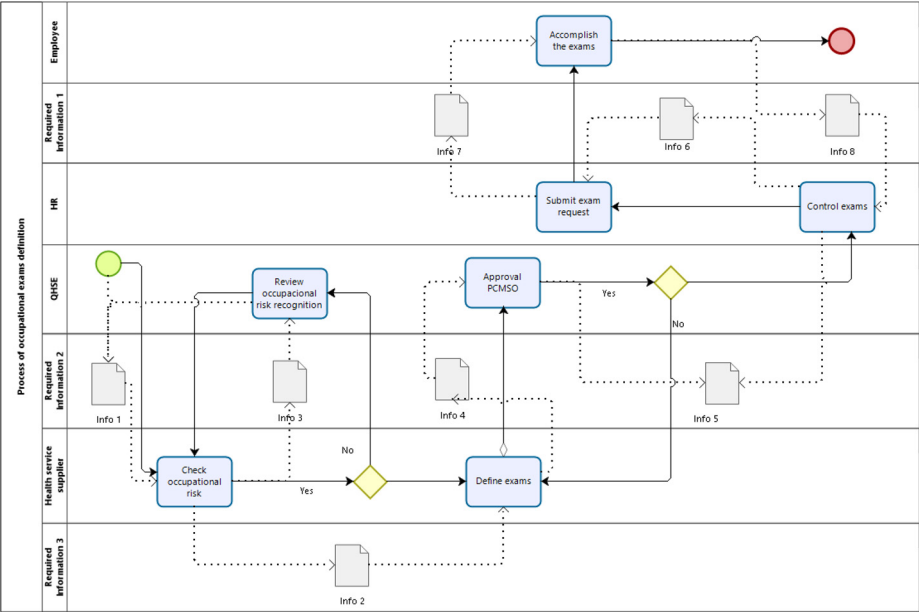 Process of occupational exams definition
Employee
Accomplish
the exams
Required
Information 1
Info 7
Info 6
Info 8
HR
Submit exam
request
Control exams
QHSE
Review
occupacional
risk recognition
Approval
PCMSO
Yes
No
Required
Information 2
Info 1
Info 3
Info 4
Info 5
Health service
supplier
No
Check
occupational
risk
Yes
Define exams
Required
Information 3
Info 2